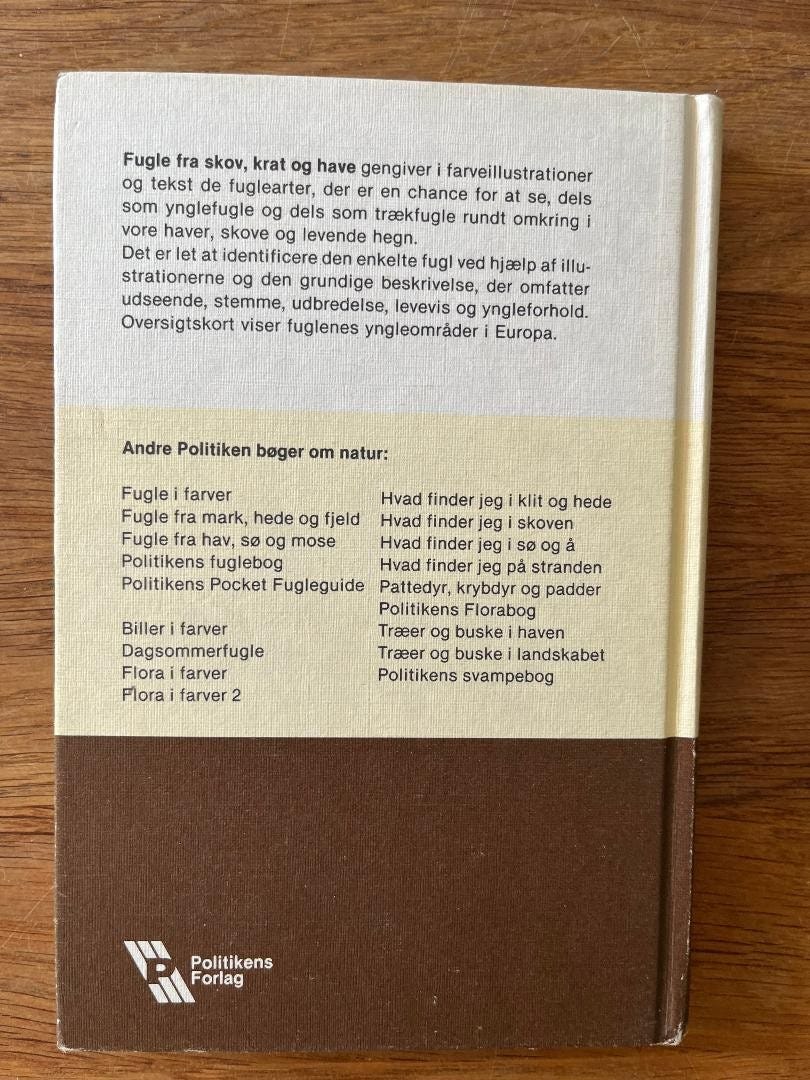 Fugle fra skov, krat og have gengiver i farveillustrationer
og tekst de fuglearter, der er en chance for at se, dels
som ynglefugle og dels som trækfugle rundt omkring i
vore haver, skove og levende hegn.
Det er let at identificere den enkelte fugl ved hjælp af illu-
strationerne og den grundige beskrivelse, der omfatter
udseende, stemme, udbredelse, levevis og yngleforhold.
Oversigtskort viser fuglenes yngleområder i Europa.
Andre Politiken bøger om natur:
Fugle i farver
Fugle fra mark, hede og fjeld
Fugle fra hav, sø og mose
Politikens fuglebog
Politikens Pocket Fugleguide
Biller i farver
Dagsommerfugle
Flora i farver
Flora i farver 2
Hvad finder jeg i klit og hede
Hvad finder jeg i skoven
Hvad finder jeg i sø og å
Hvad finder jeg på stranden
Pattedyr, krybdyr og padder
Politikens Florabog
Træer og buske i haven
Træer og buske i landskabet
Politikens svampebog
P
Politikens
Forlag